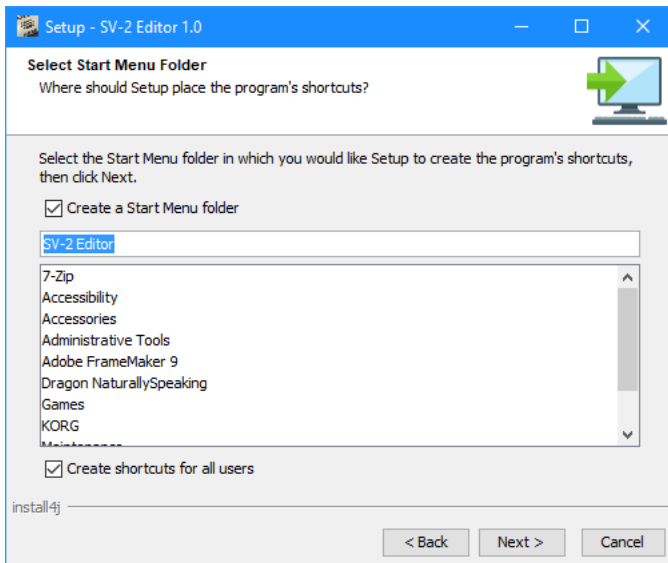 Setup - SV-2 Editor 1.0
Select Start Menu Folder
Where should Setup place the program's shortcuts?
Select the Start Menu folder in which you would like Setup to create the program's shortcuts,
then click Next.
Create a Start Menu folder
SV-2 Editor
7-Zip
Accessibility
Accessories
Administrative Tools
Adobe FrameMaker 9
Dragon NaturallySpeaking
Games
KORG
Maintenance
Create shortcuts for all users
install4j
< Back Next > Cancel